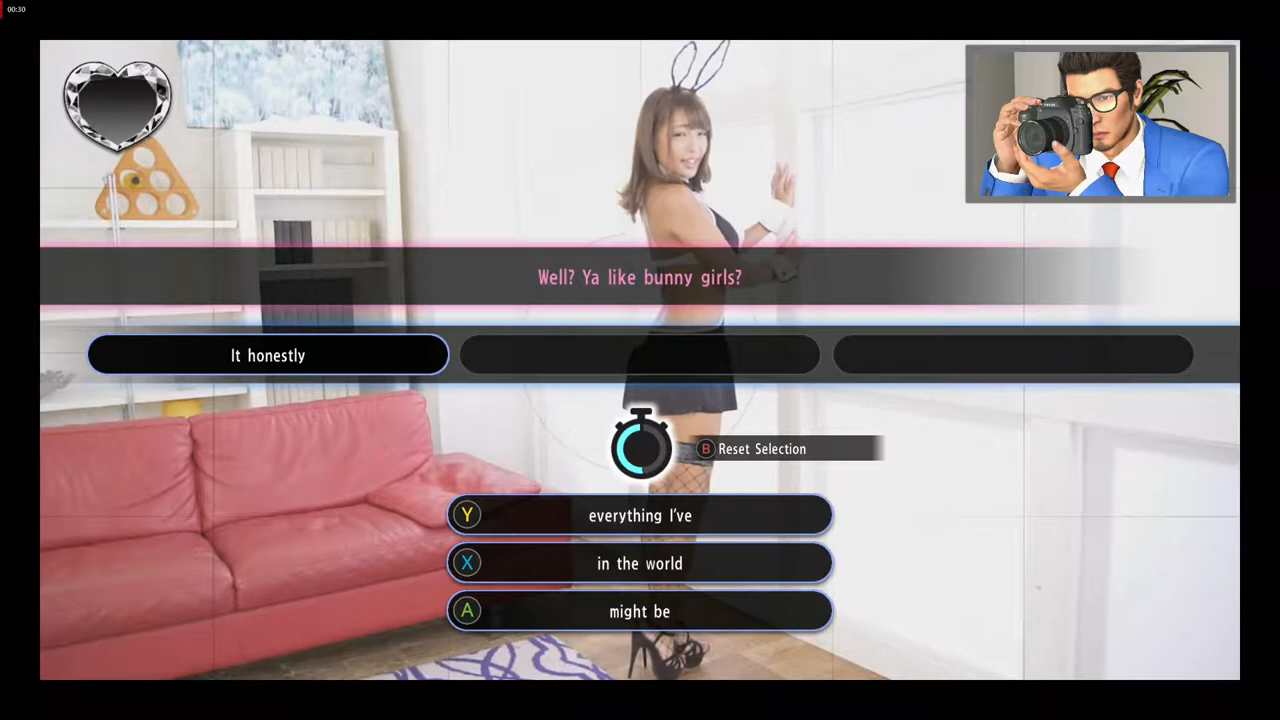 00:30
Well? Ya like bunny girls?
It honestly
B Reset Selection
Y everything I've
X in the world
A might be